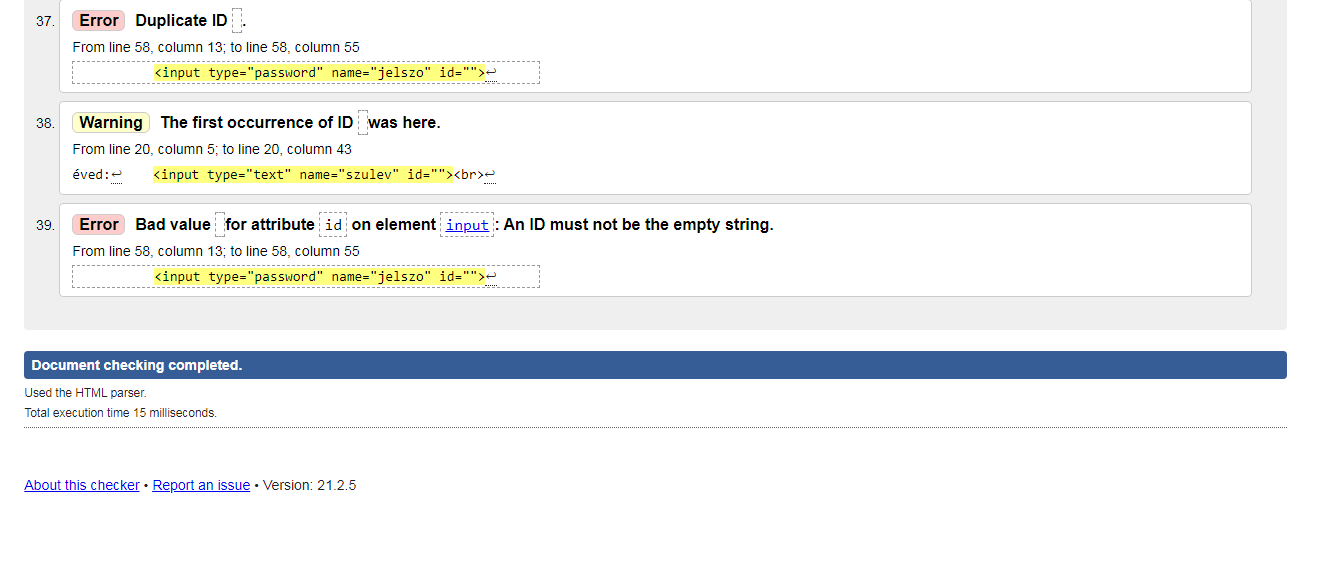 37. Error Duplicate ID .
From line 58, column 13; to line 58, column 55
<input type="password" name="jelszo" id="">↩
38. Warning The first occurrence of ID was here.
From line 20, column 5; to line 20, column 43
éved:↩ <input type="text" name="szulev" id=""><br>↩
39. Error Bad value for attribute id on element input: An ID must not be the empty string.
From line 58, column 13; to line 58, column 55
<input type="password" name="jelszo" id="">↩
Document checking completed.
Used the HTML parser.
Total execution time 15 milliseconds.
About this checker • Report an issue • Version: 21.2.5